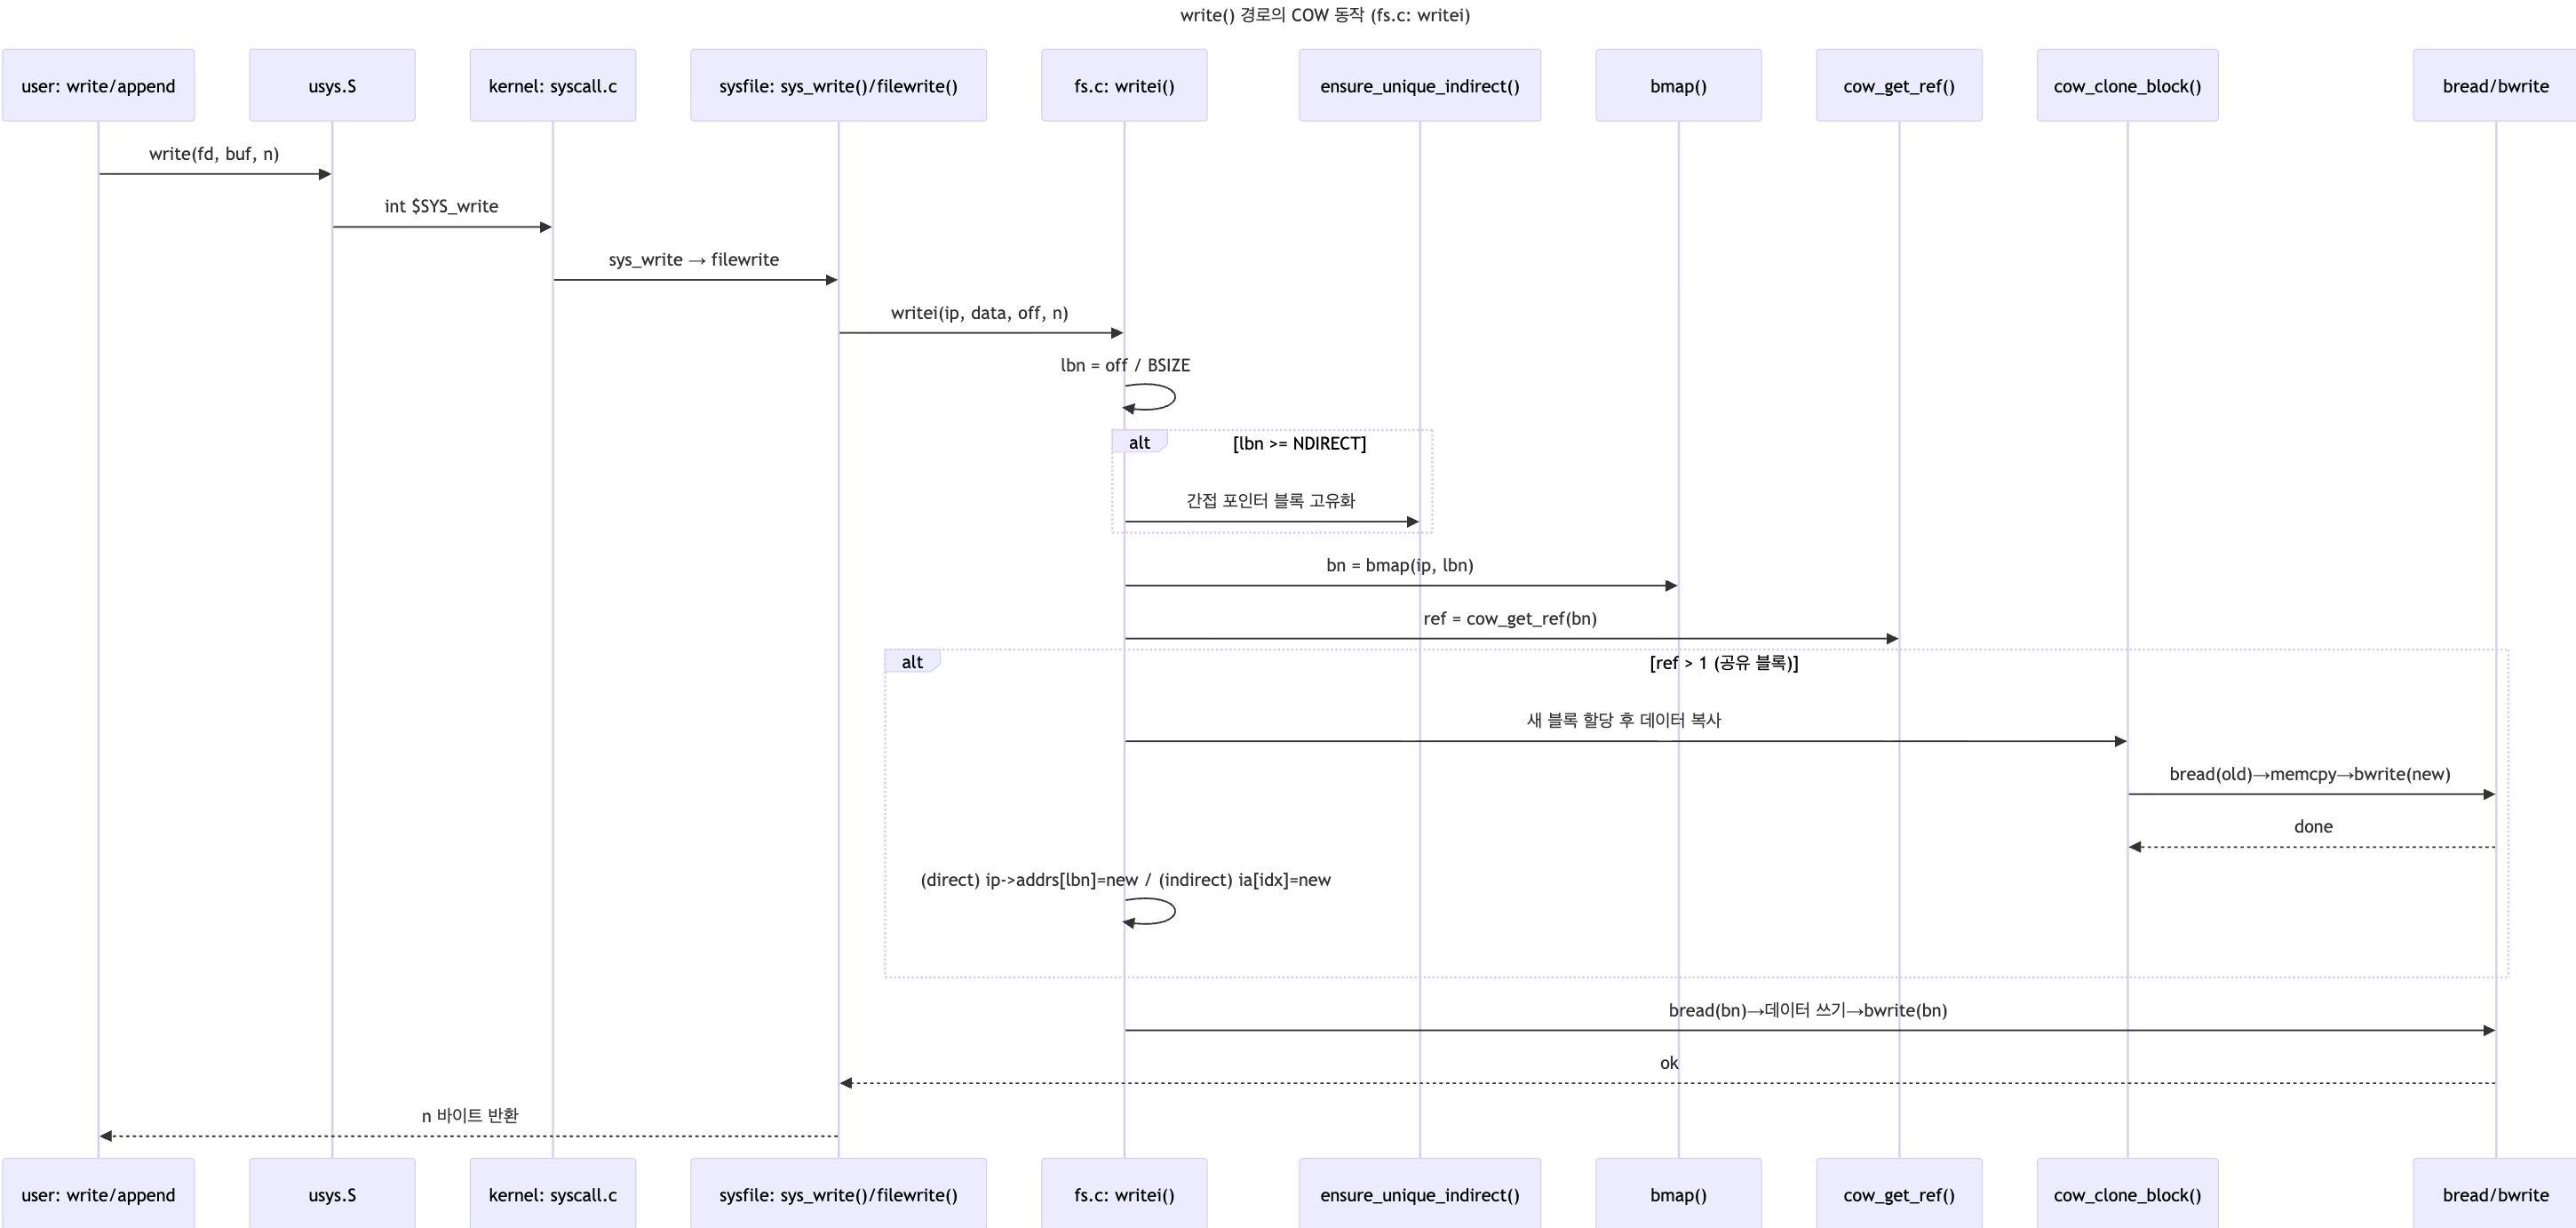 write() 경로의 COW 동작 (fs.c: writei)
user: write/append
usys.S
kernel: syscall.c
sysfile: sys_write()/filewrite()
fs.c: writei()
ensure_unique_indirect()
bmap()
cow_get_ref()
cow_clone_block()
bread/bwrite
write(fd, buf, n)
int $SYS_write
sys_write → filewrite
writei(ip, data, off, n)
lbn = off / BSIZE
alt
[lbn >= NDIRECT]
간접 포인터 블록 고유화
bn = bmap(ip, lbn)
ref = cow_get_ref(bn)
alt
[ref > 1 (공유 블록)]
새 블록 할당 후 데이터 복사
bread(old)→memcpy→bwrite(new)
done
(direct) ip->addrs[lbn]=new / (indirect) ia[idx]=new
bread(bn)→데이터 쓰기→bwrite(bn)
ok
n 바이트 반환
user: write/append
usys.S
kernel: syscall.c
sysfile: sys_write()/filewrite()
fs.c: writei()
ensure_unique_indirect()
bmap()
cow_get_ref()
cow_clone_block()
bread/bwrite